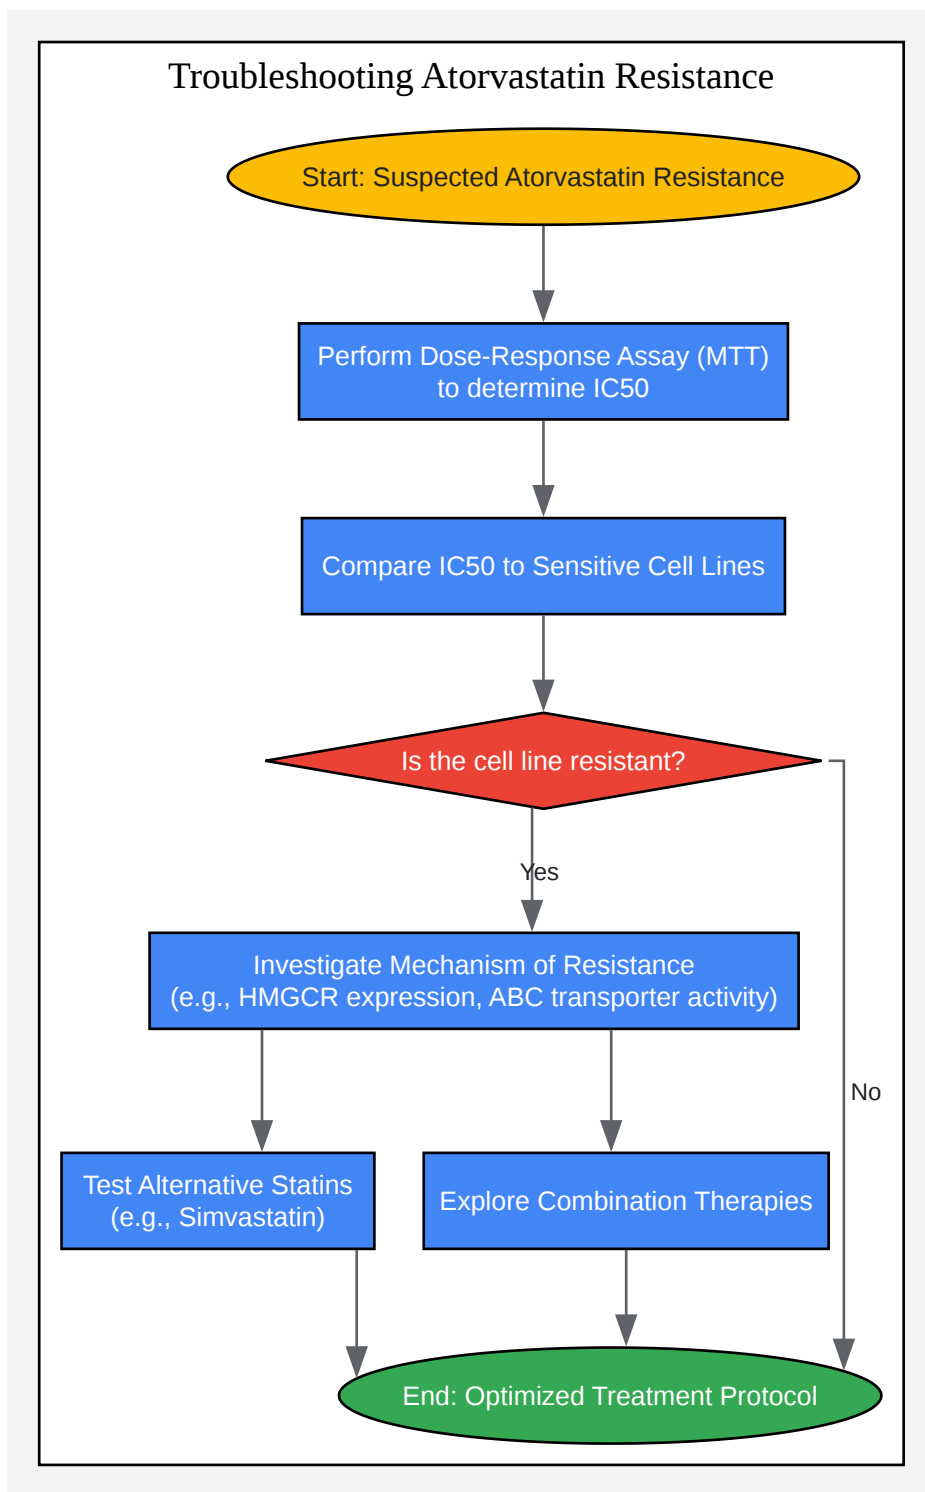 Troubleshooting Atorvastatin Resistance
Start: Suspected Atorvastatin Resistance
Perform Dose-Response Assay (MTT)
to determine IC50
Compare IC50 to Sensitive Cell Lines
Is the cell line resistant?
Yes
Investigate Mechanism of Resistance
(e.g., HMGCR expression, ABC transporter activity)
No
Test Alternative Statins
(e.g., Simvastatin)
Explore Combination Therapies
End: Optimized Treatment Protocol